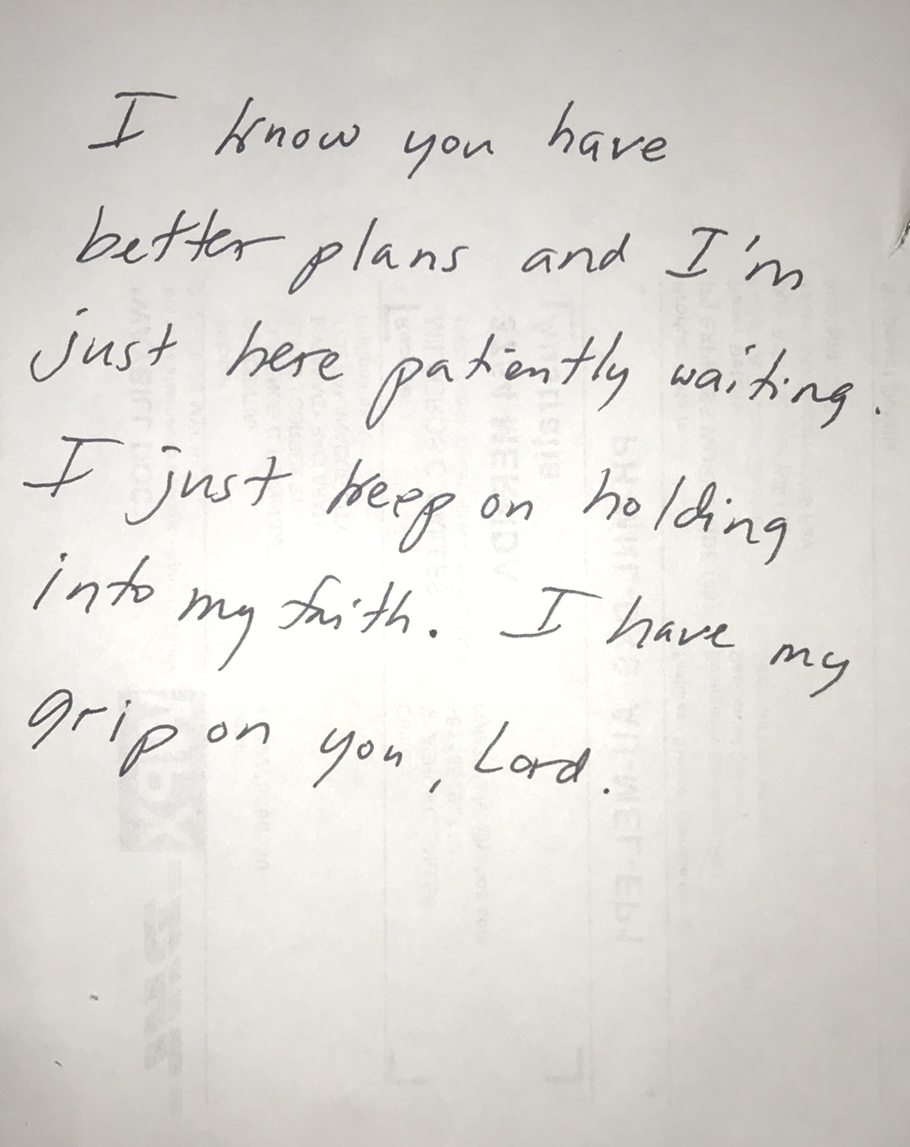 I know you have
better plans and I'm
just here patiently waiting.
I just keep on holding
into my faith. I have my
grip on you, Lord.